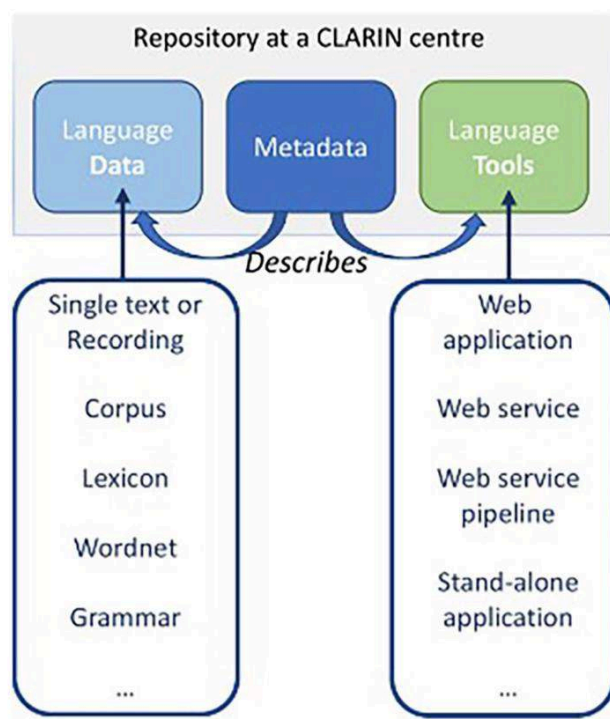 Repository at a CLARIN centre
Language
Data
Metadata
Language
Tools
Describes
Single text or
Recording
Corpus
Lexicon
Wordnet
Grammar
...
Web
application
Web service
Web service
pipeline
Stand-alone
application
...